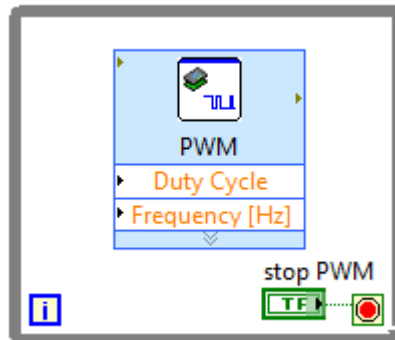 PWM
Duty Cycle
Frequency [Hz]
stop PWM
TF
i